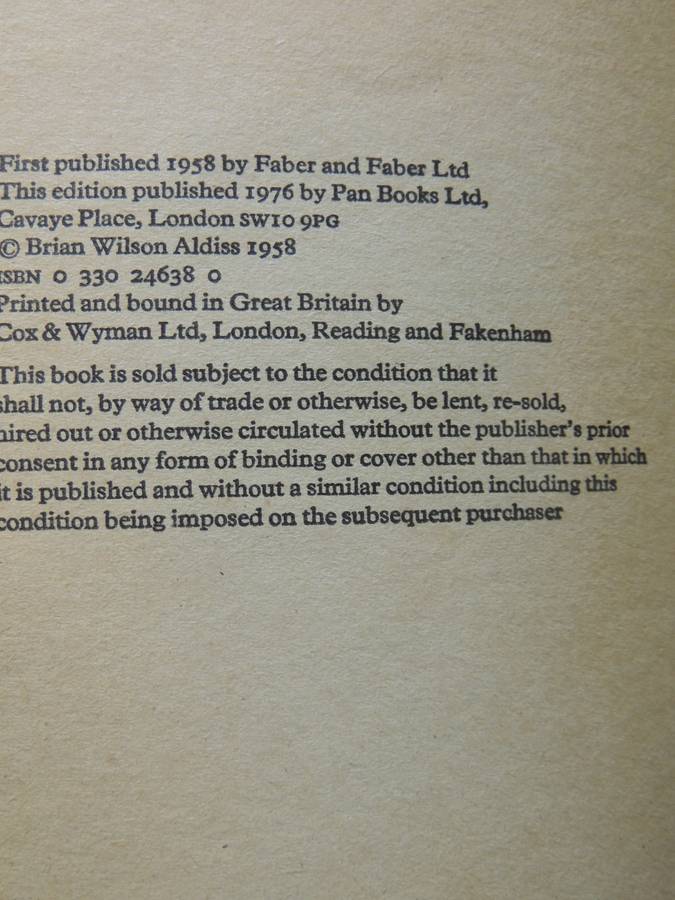 First published 1958 by Faber and Faber Ltd
This edition published 1976 by Pan Books Ltd,
Cavaye Place, London SW10 9PG
© Brian Wilson Aldiss 1958
ISBN 0 330 24638 0
Printed and bound in Great Britain by
Cox & Wyman Ltd, London, Reading and Fakenham
This book is sold subject to the condition that it
shall not, by way of trade or otherwise, be lent, re-sold,
hired out or otherwise circulated without the publisher's prior
consent in any form of binding or cover other than that in which
it is published and without a similar condition including this
condition being imposed on the subsequent purchaser